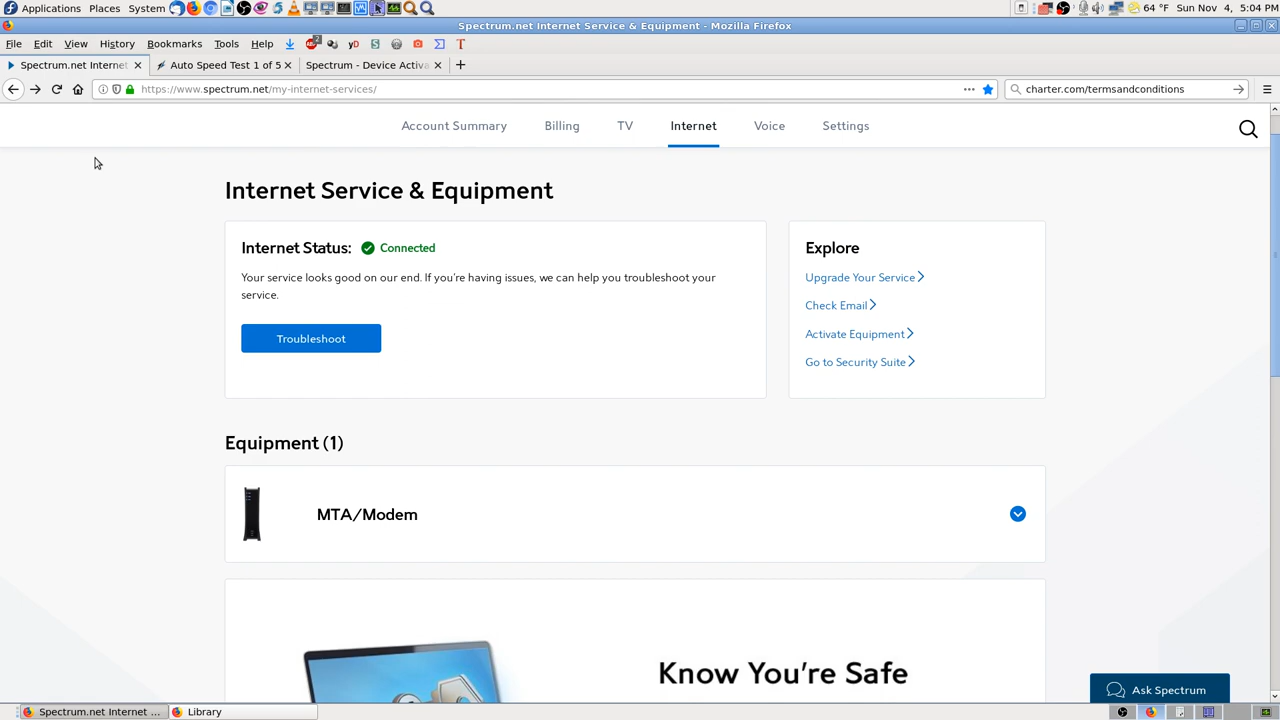 Applications Places System 64 °F Sun Nov 4, 5:04 PM
Spectrum.net Internet Service & Equipment - Mozilla Firefox
File Edit View History Bookmarks Tools Help
Spectrum.net Internet Auto Speed Test 1 of 5 Spectrum - Device Activa
https://www.spectrum.net/my-internet-services/ charter.com/termsandconditions
Account Summary Billing TV Internet Voice Settings
Internet Service & Equipment
Internet Status: Connected
Your service looks good on our end. If you're having issues, we can help you troubleshoot your
service.
Troubleshoot
Explore
Upgrade Your Service
Check Email
Activate Equipment
Go to Security Suite
Equipment (1)
MTA/Modem
Know You're Safe
Ask Spectrum
Spectrum.net Internet ... Library